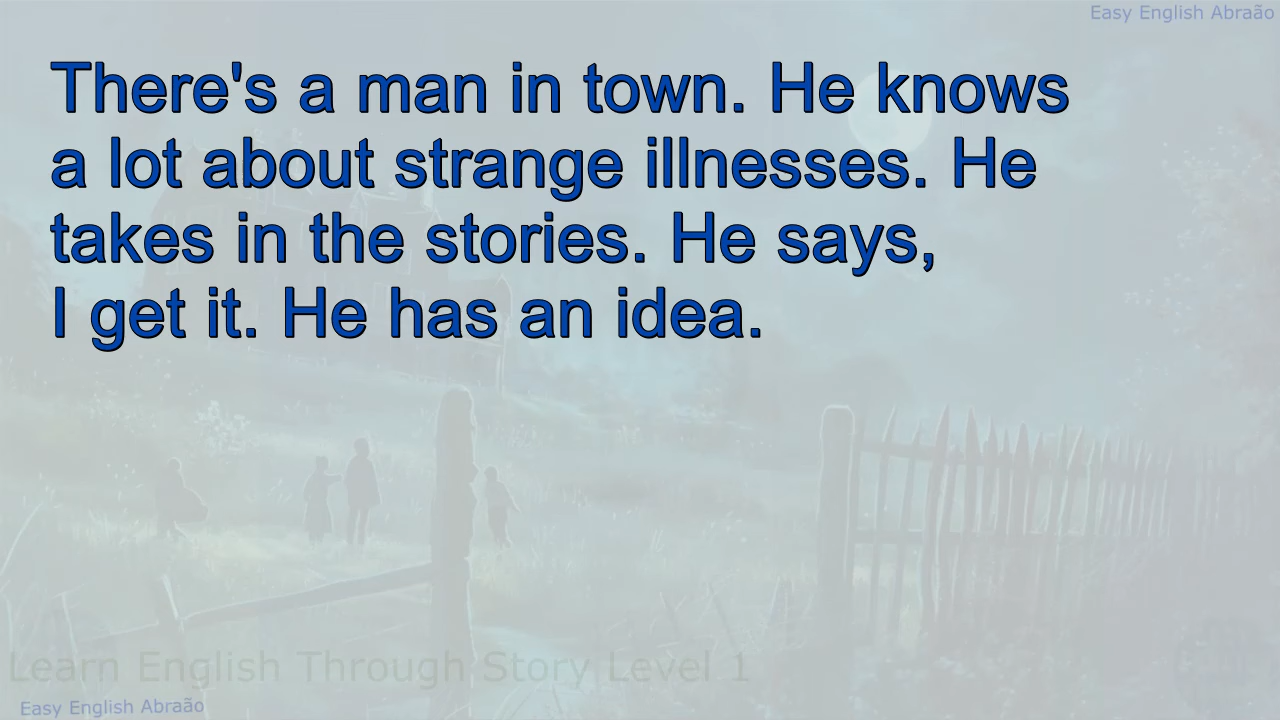 Easy English Abraão
There's a man in town. He knows
a lot about strange illnesses. He
takes in the stories. He says,
I get it. He has an idea.
Learn English Through Story Level 1
Easy English Abraão